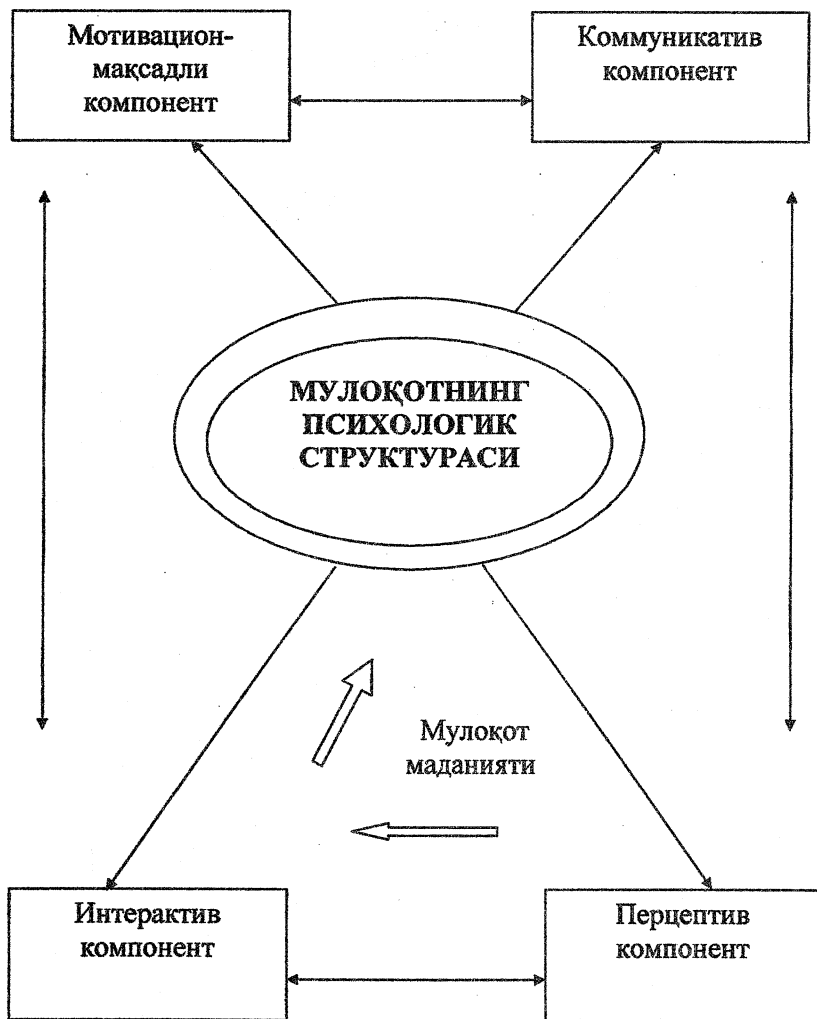 Мотивацион-
мақсадли
компонент
Коммуникатив
компонент
МУЛОҚОТНИНГ
ПСИХОЛОГИК
СТРУКТУРАСИ
Мулоқот
маданияти
Интерактив
компонент
Перцептив
компонент